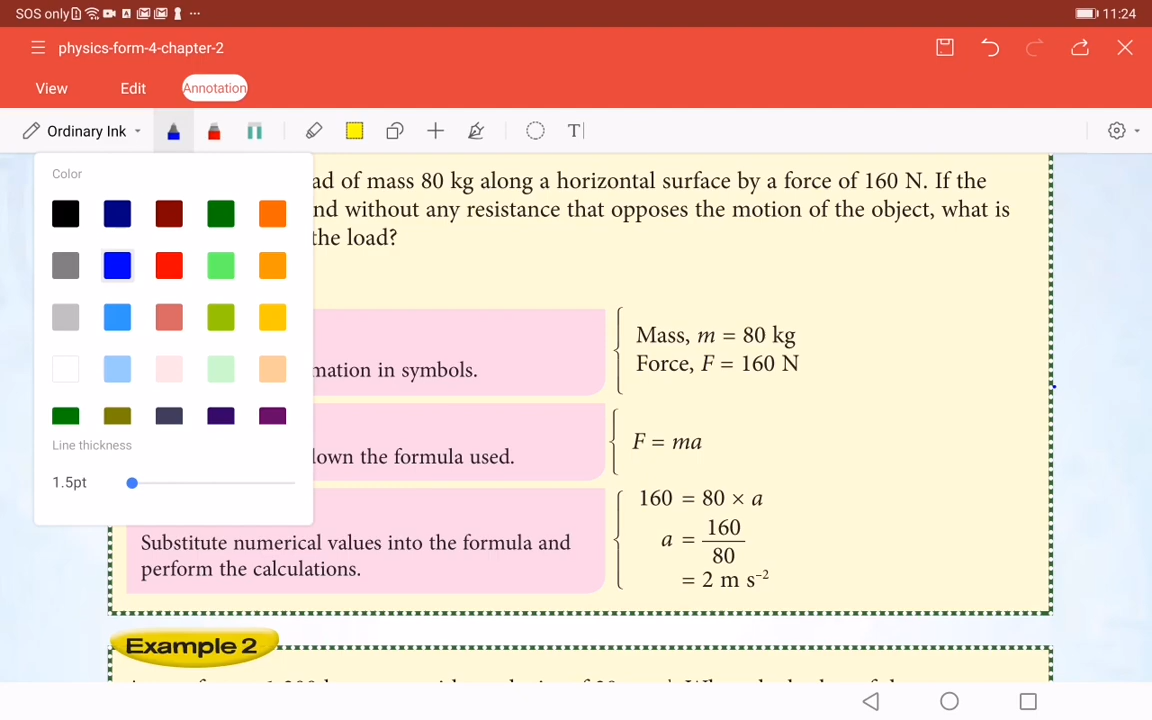 SOS only
11:24
physics-form-4-chapter-2
View Edit Annotation
Ordinary Ink T
Color
ad of mass 80 kg along a horizontal surface by a force of 160 N. If the
nd without any resistance that opposes the motion of the object, what is
the load?
Mass, m = 80 kg
mation in symbols.
Force, F = 160 N
Line thickness
down the formula used.
F = ma
1.5pt
Substitute numerical values into the formula and
perform the calculations.
160 = 80 × a
a = 160/80
= 2 m s⁻²
Example 2